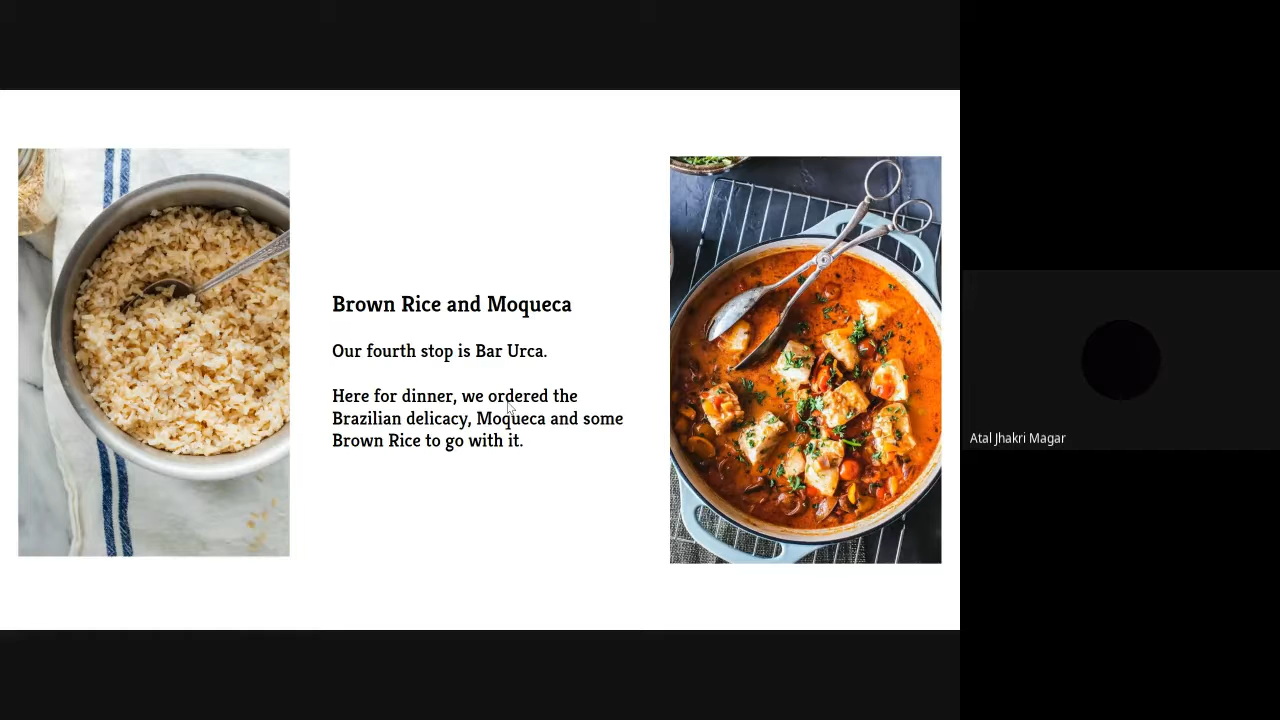 Brown Rice and Moqueca
Our fourth stop is Bar Urca.
Here for dinner, we ordered the
Brazilian delicacy, Moqueca and some
Brown Rice to go with it.
Atal Jhakri Magar